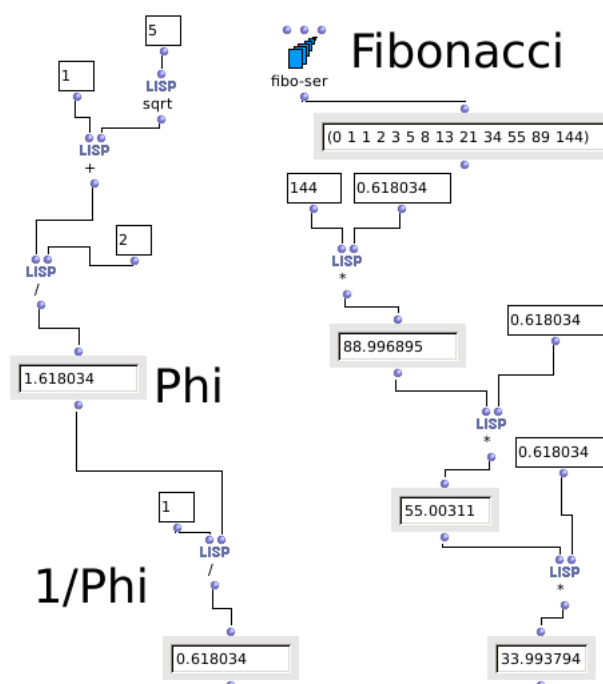 5
1
LISP
sqrt
LISP
+
2
LISP
/
1.618034
Phi
1
LISP
/
1/Phi
0.618034
Fibonacci
fibo-ser
(0 1 1 2 3 5 8 13 21 34 55 89 144)
144
0.618034
LISP
*
88.996895
0.618034
LISP
*
0.618034
55.00311
LISP
*
33.993794